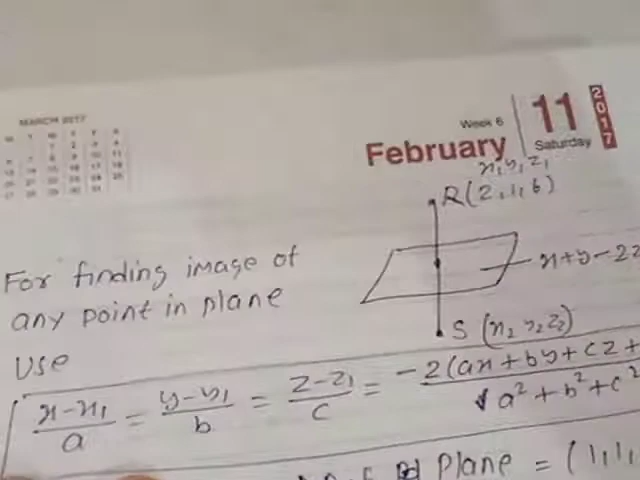 MARCH 2017
Week 6
February 11 2017
Saturday
x₁, y₁, z₁
R(2,1,6)
For finding image of
any point in plane
x+y-2z
S (x₂ y₂ z₂)
Use
(x-x₁)/a = (y-y₁)/b = (z-z₁)/c = -2(ax+by+cz+ / a²+b²+c²
Plane = (1,1,